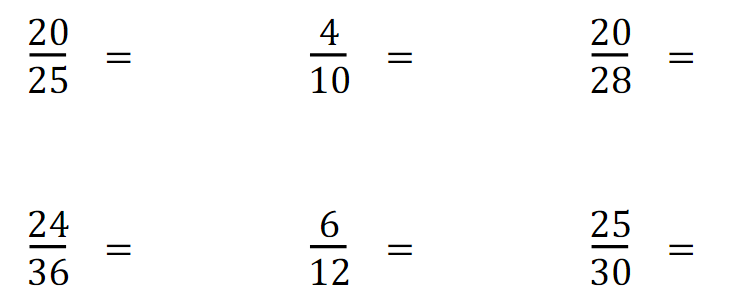 20/25 = 4/10 = 20/28 =
24/36 = 6/12 = 25/30 =